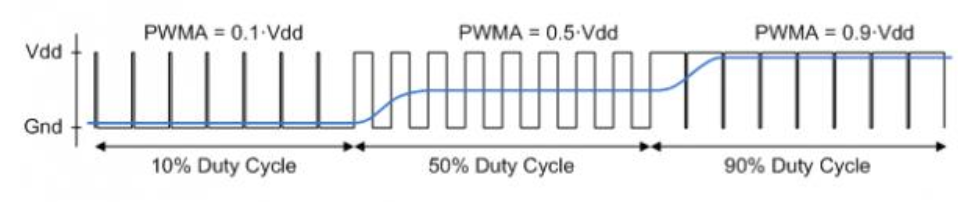 PWMA = 0.1·Vdd PWMA = 0.5·Vdd PWMA = 0.9·Vdd
Vdd
Gnd
10% Duty Cycle 50% Duty Cycle 90% Duty Cycle